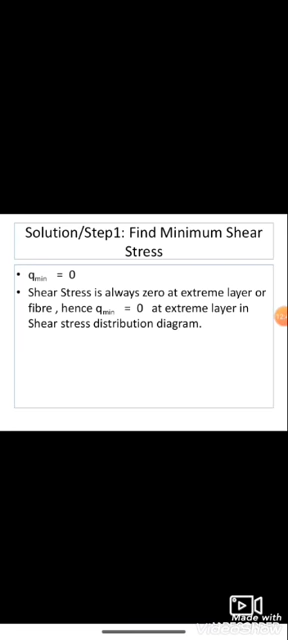 Solution/Step1: Find Minimum Shear
Stress
• qmin = 0
• Shear Stress is always zero at extreme layer or
fibre , hence qmin = 0 at extreme layer in
Shear stress distribution diagram.
Made with